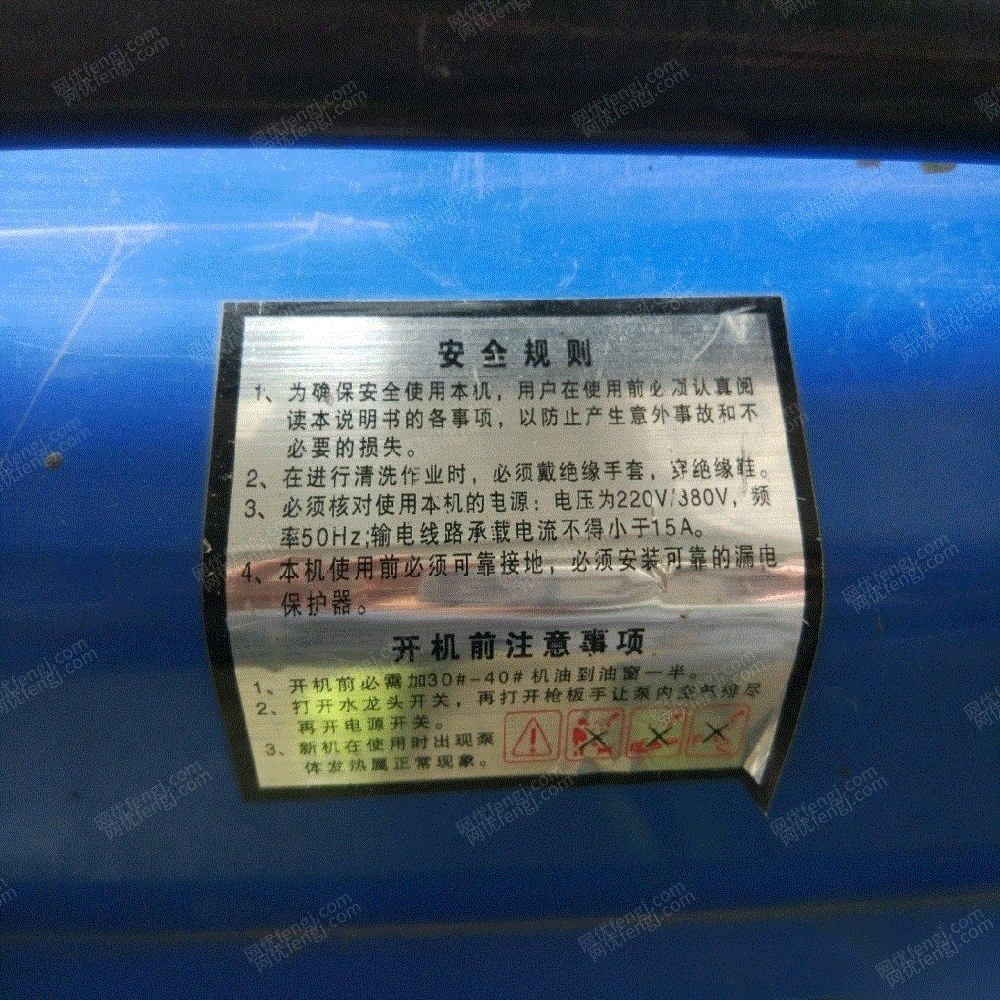 安全规则
1、为确保安全使用本机，用户在使用前必须认真阅
读本说明书的各事项，以防止产生意外事故和不
必要的损失。
2、在进行清洗作业时，必须戴绝缘手套，穿绝缘鞋。
3、必须核对使用本机的电源：电压为220V/380V，频
率50Hz;输电线路承载电流不得小于15A。
4、本机使用前必须可靠接地，必须安装可靠的漏电
保护器。
开机前注意事项
1、开机前必需加30#-40#机油到油窗一半。
2、打开水龙头开关，再打开枪板手让泵内空气排尽
再开电源开关。
3、新机在使用时出现泵
体发热属正常现象。
网优fengj.com